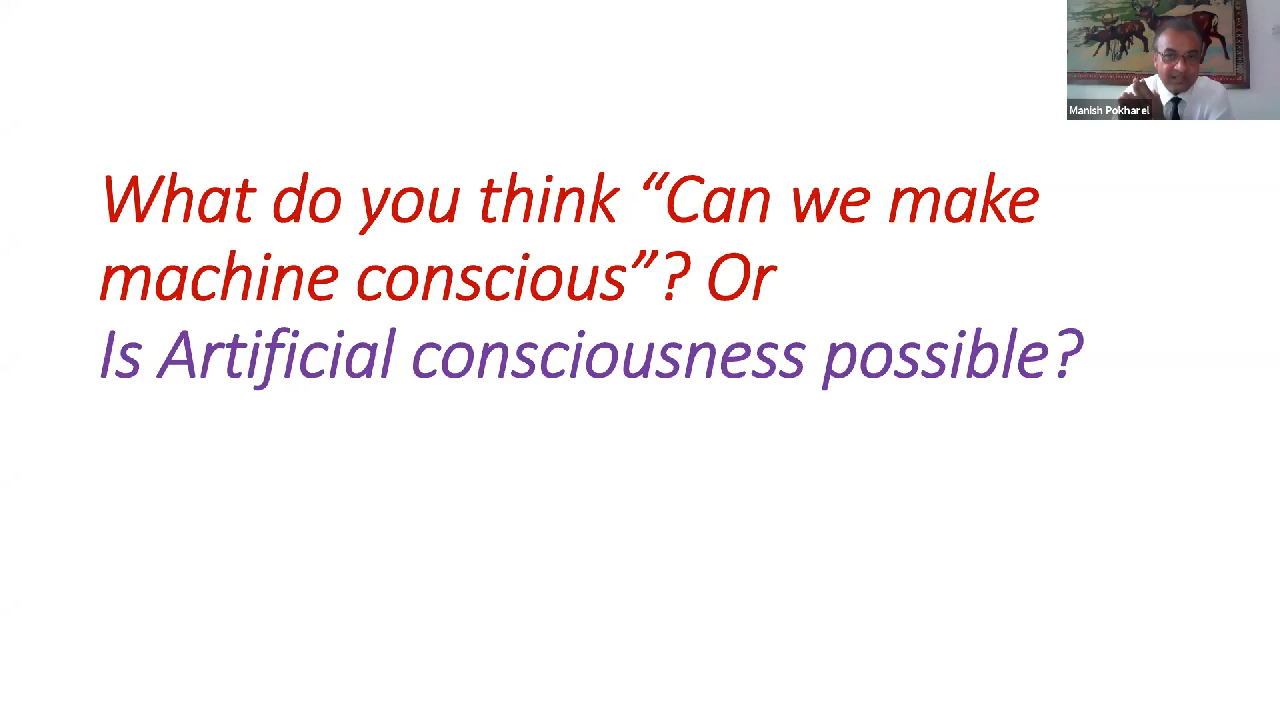 Manish Pokharel
What do you think “Can we make
machine conscious”? Or
Is Artificial consciousness possible?